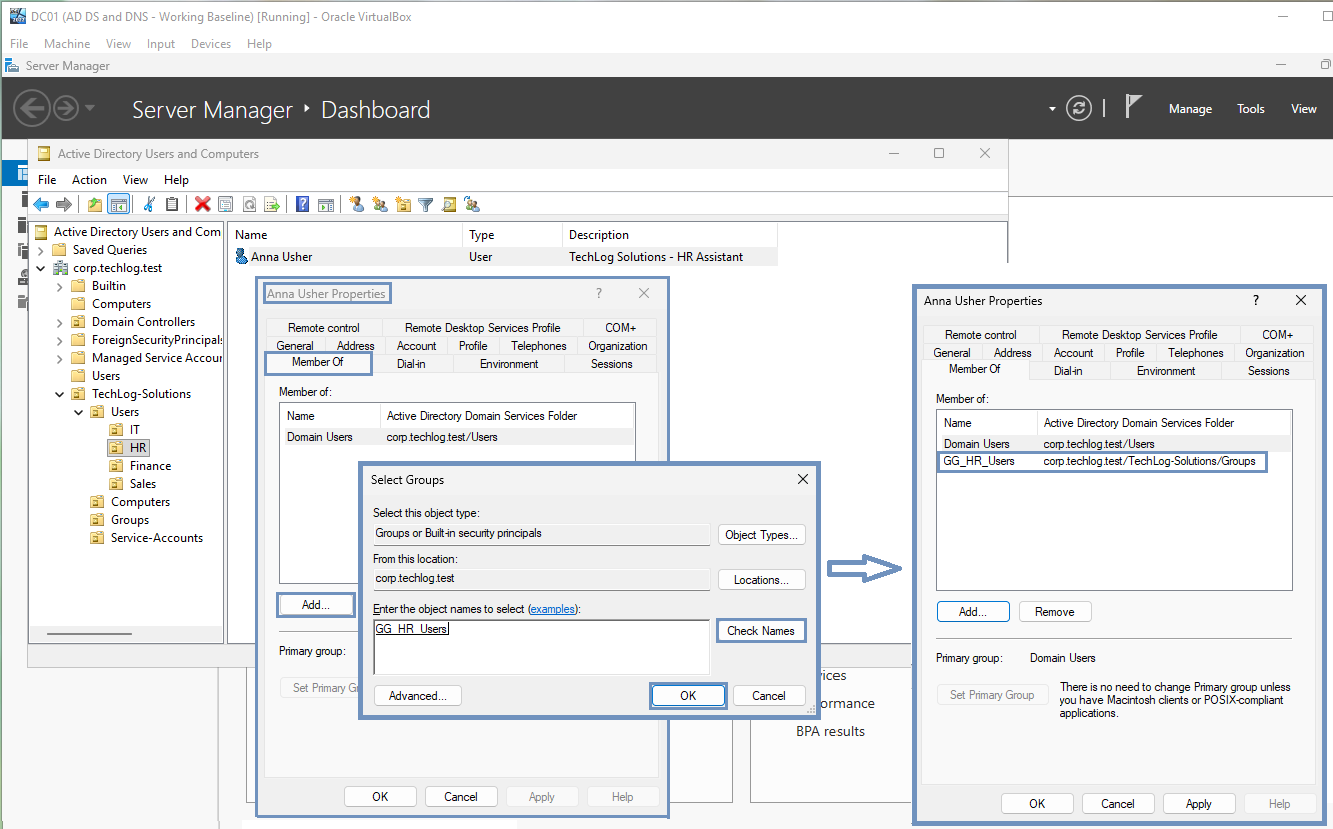 DC01 (AD DS and DNS - Working Baseline) [Running] - Oracle VirtualBox
File Machine View Input Devices Help
Server Manager
Server Manager ‣ Dashboard
Manage Tools View
Active Directory Users and Computers
File Action View Help
Active Directory Users and Com
Saved Queries
corp.techlog.test
Builtin
Computers
Domain Controllers
ForeignSecurityPrincipals
Managed Service Accour
Users
TechLog-Solutions
Users
IT
HR
Finance
Sales
Computers
Groups
Service-Accounts
Name Type Description
Anna Usher User TechLog Solutions - HR Assistant
Anna Usher Properties ?
Remote control Remote Desktop Services Profile COM+
General Address Account Profile Telephones Organization
Member Of Dial-in Environment Sessions
Member of:
Name Active Directory Domain Services Folder
Domain Users corp.techlog.test/Users
Add...
Primary group:
Set Primary Gr
OK Cancel Apply Help
Select Groups
Select this object type:
Groups or Built-in security principals Object Types...
From this location:
corp.techlog.test Locations...
Enter the object names to select (examples):
GG_HR_Users Check Names
Advanced... OK Cancel
vices
ormance
BPA results
Anna Usher Properties ?
Remote control Remote Desktop Services Profile COM+
General Address Account Profile Telephones Organization
Member Of Dial-in Environment Sessions
Member of:
Name Active Directory Domain Services Folder
Domain Users corp.techlog.test/Users
GG_HR_Users corp.techlog.test/TechLog-Solutions/Groups
Add... Remove
Primary group: Domain Users
Set Primary Group
There is no need to change Primary group unless
you have Macintosh clients or POSIX-compliant
applications.
OK Cancel Apply Help